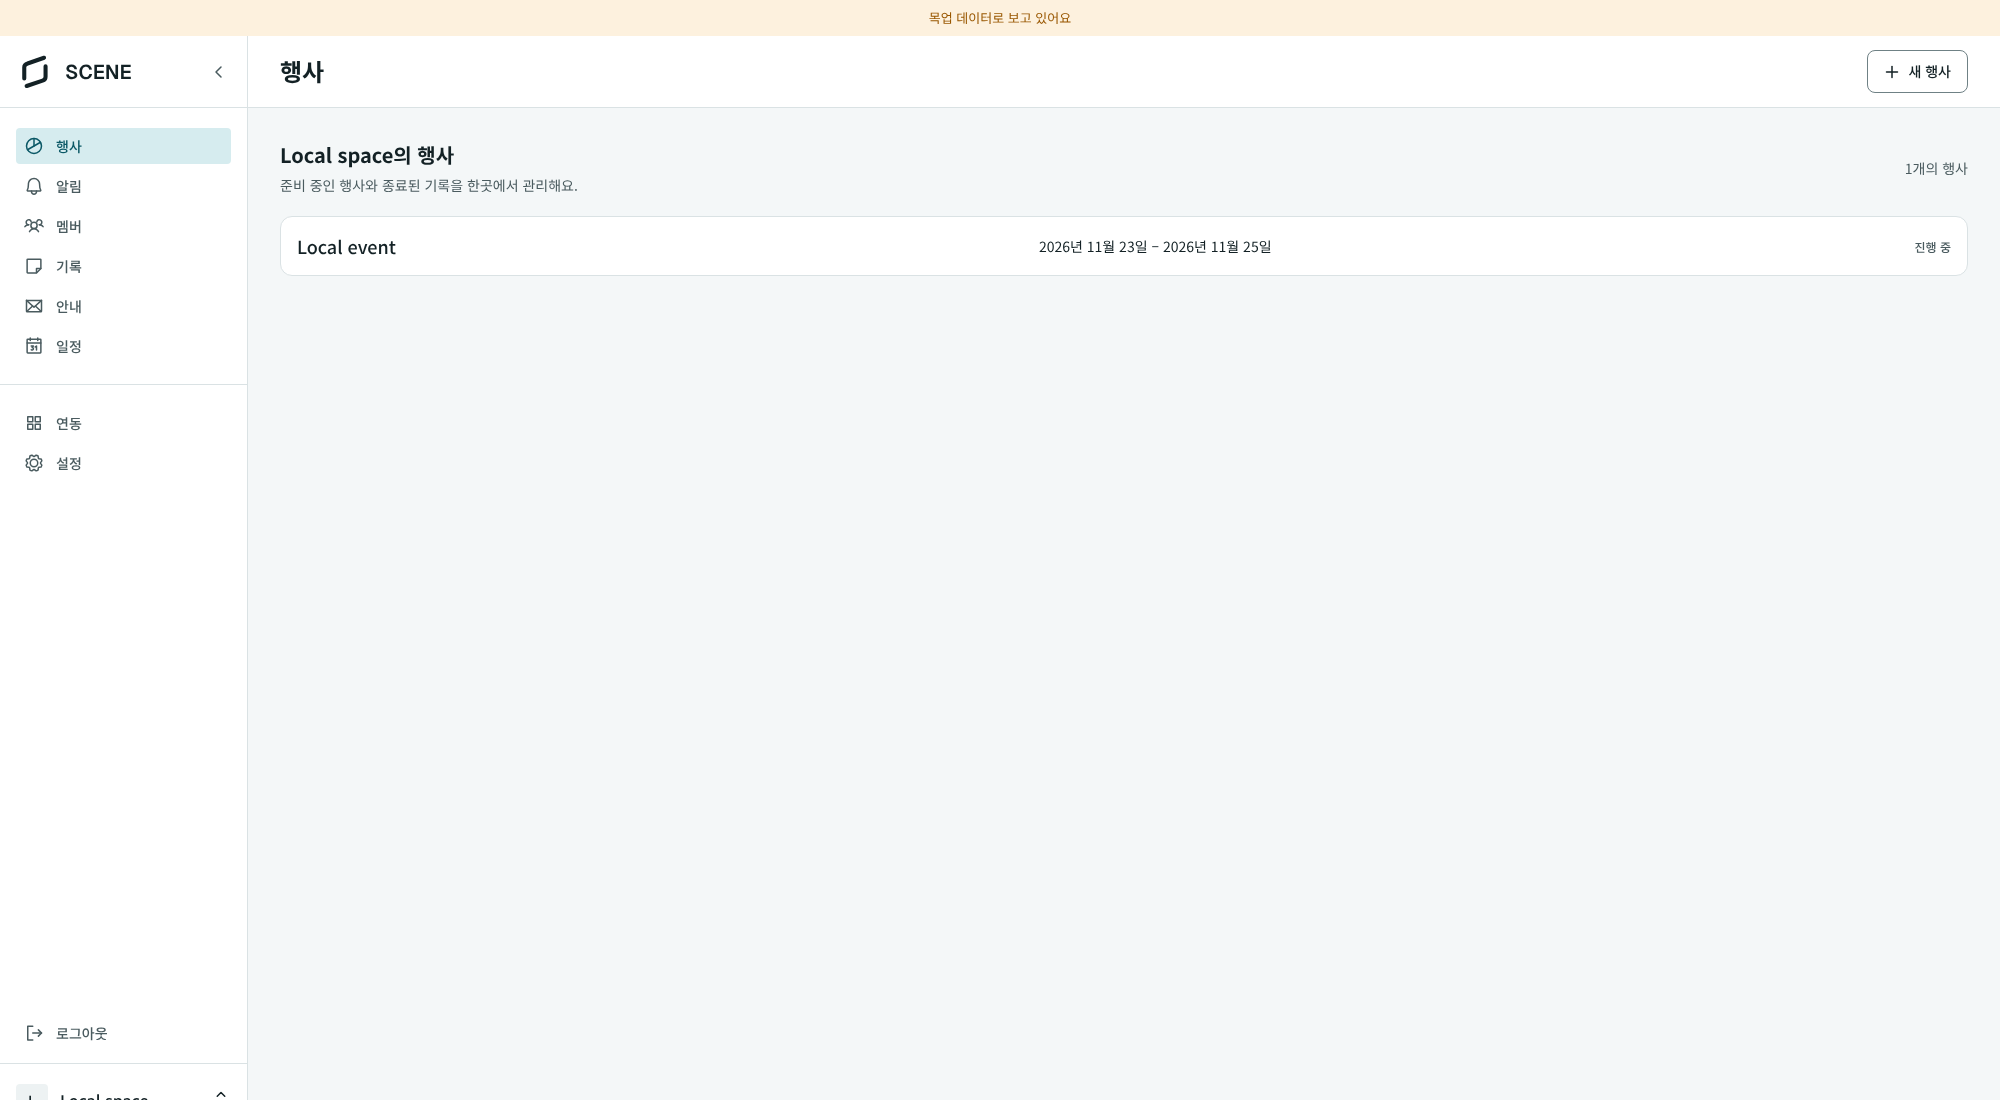 목업 데이터로 보고 있어요
SCENE
행사
새 행사
행사
알림
멤버
기록
안내
일정
연동
설정
로그아웃
Local space
Local space의 행사
준비 중인 행사와 종료된 기록을 한곳에서 관리해요.
1개의 행사
Local event
2026년 11월 23일 – 2026년 11월 25일
진행 중